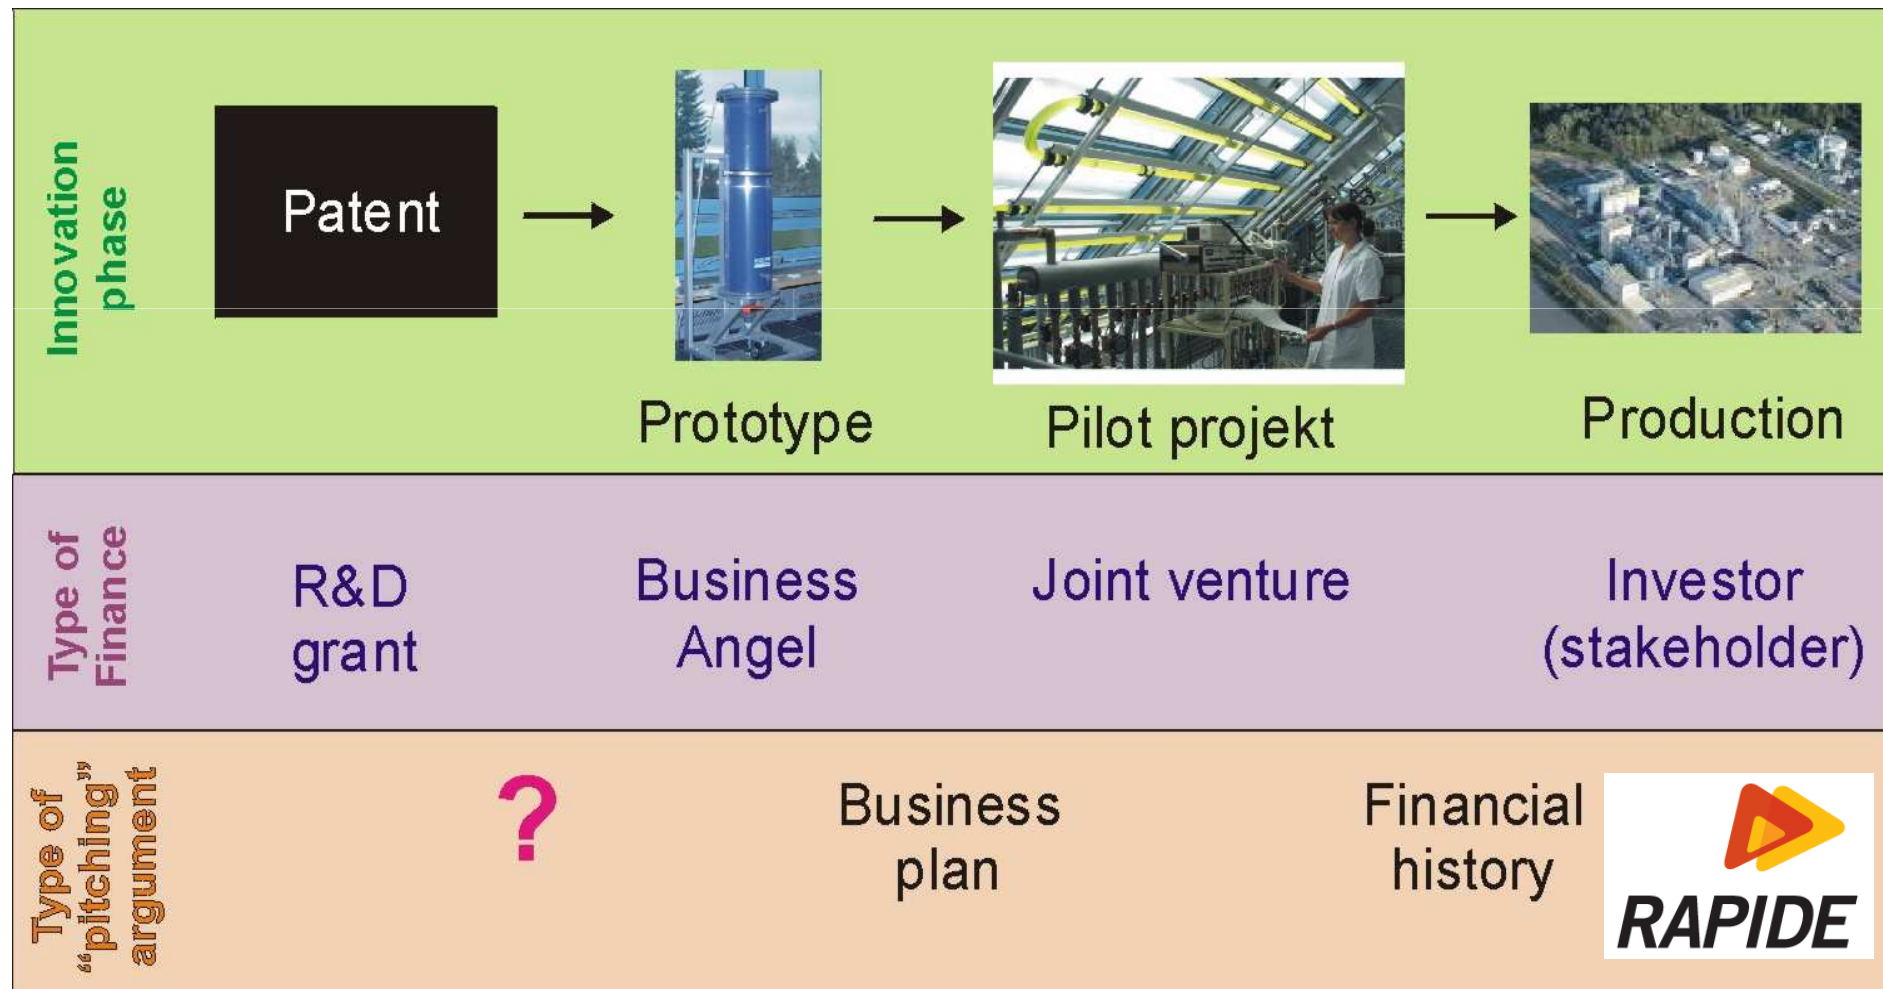 Innovation
phase
Patent
Prototype
Pilot projekt
Production
Type of
Finance
R&D
grant
Business
Angel
Joint venture
Investor
(stakeholder)
Type of
“pitching”
argument
?
Business
plan
Financial
history
RAPIDE